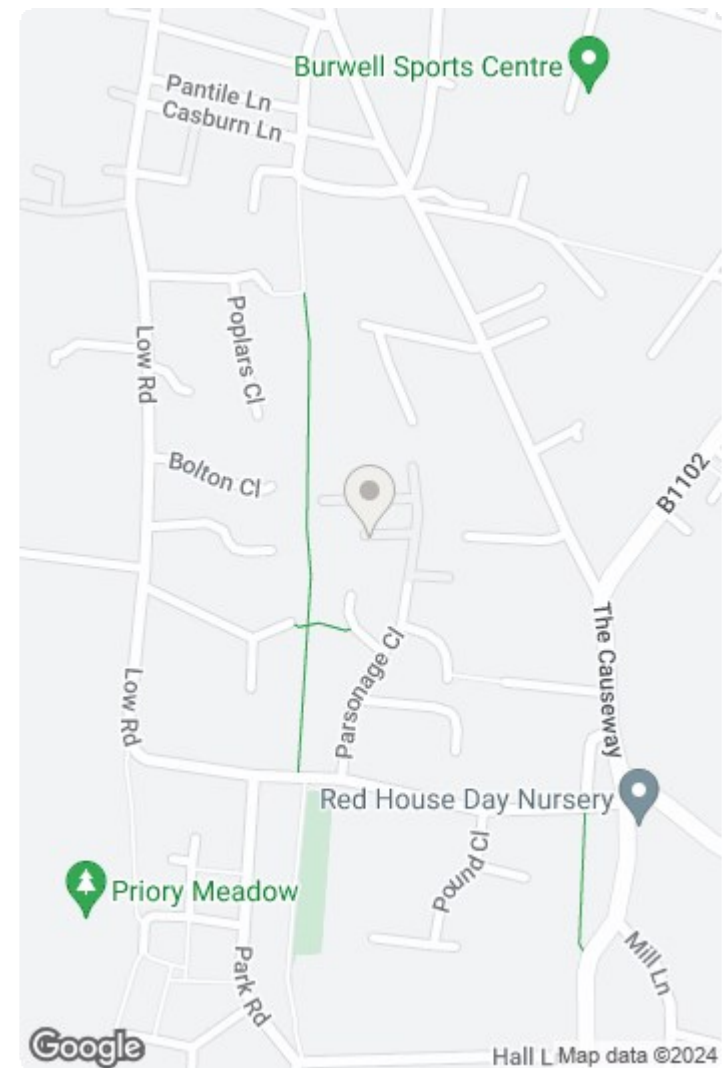 Burwell Sports Centre
Pantile Ln
Casburn Ln
Low Rd
Poplars Cl
Bolton Cl
B1102
The Causeway
Parsonage Cl
Low Rd
Red House Day Nursery
Pound Cl
Priory Meadow
Park Rd
Mill Ln
Google
Hall L
Map data ©2024